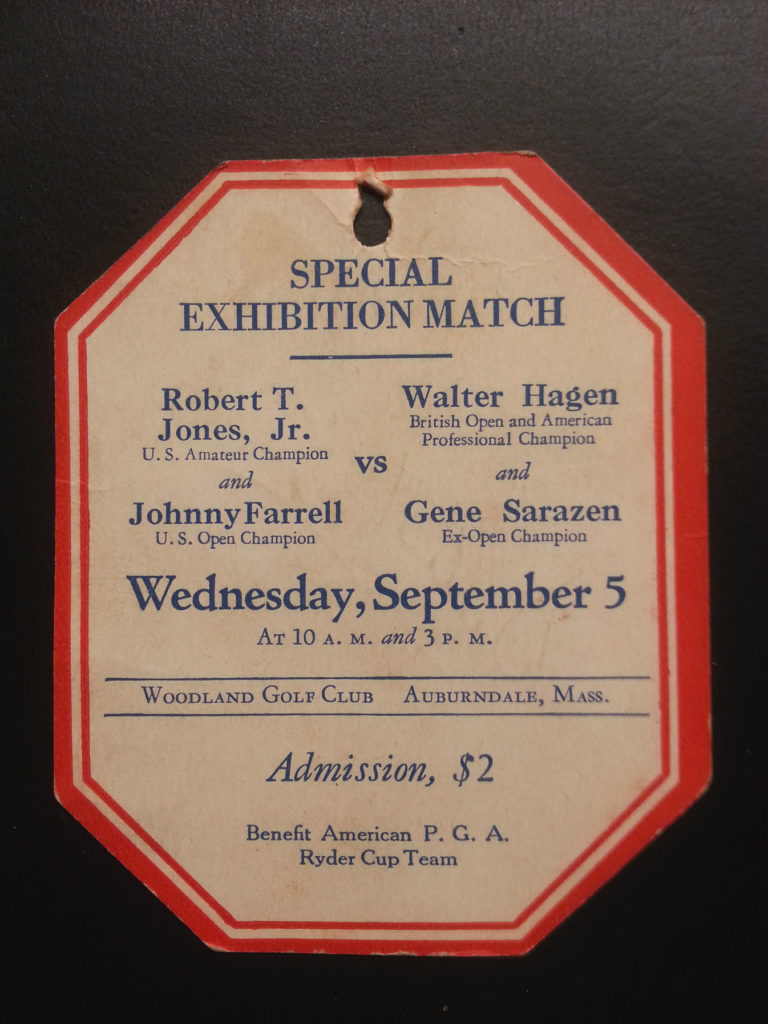 SPECIAL
EXHIBITION MATCH
Robert T.
Jones, Jr.
U. S. Amateur Champion
and
Johnny Farrell
U. S. Open Champion
vs
Walter Hagen
British Open and American
Professional Champion
and
Gene Sarazen
Ex-Open Champion
Wednesday, September 5
At 10 A. M. and 3 P. M.
Woodland Golf Club Auburndale, Mass.
Admission, $2
Benefit American P. G. A.
Ryder Cup Team